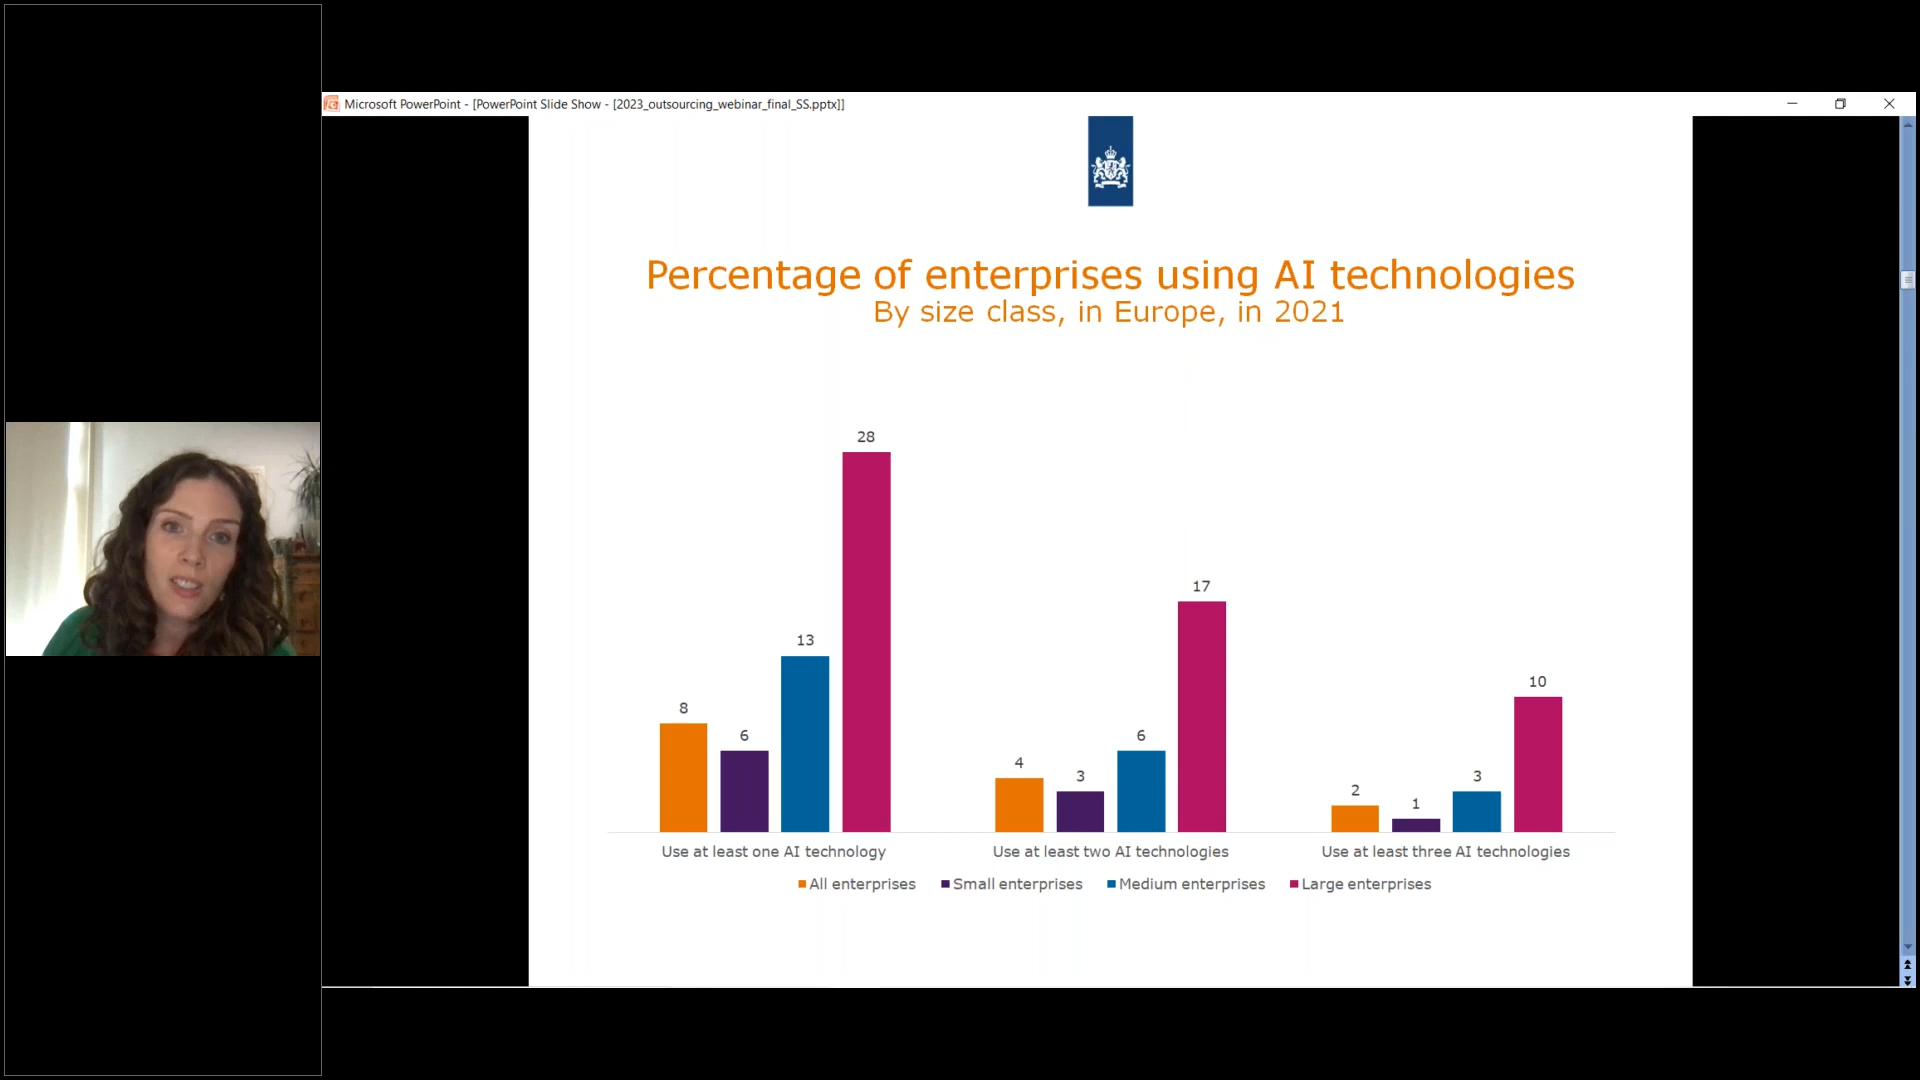 Microsoft PowerPoint - [PowerPoint Slide Show - [2023_outsourcing_webinar_final_SS.pptx]]
Percentage of enterprises using AI technologies
By size class, in Europe, in 2021
28
17
13
10
8
6
6
4
3
3
2
1
Use at least one AI technology
Use at least two AI technologies
Use at least three AI technologies
All enterprises
Small enterprises
Medium enterprises
Large enterprises